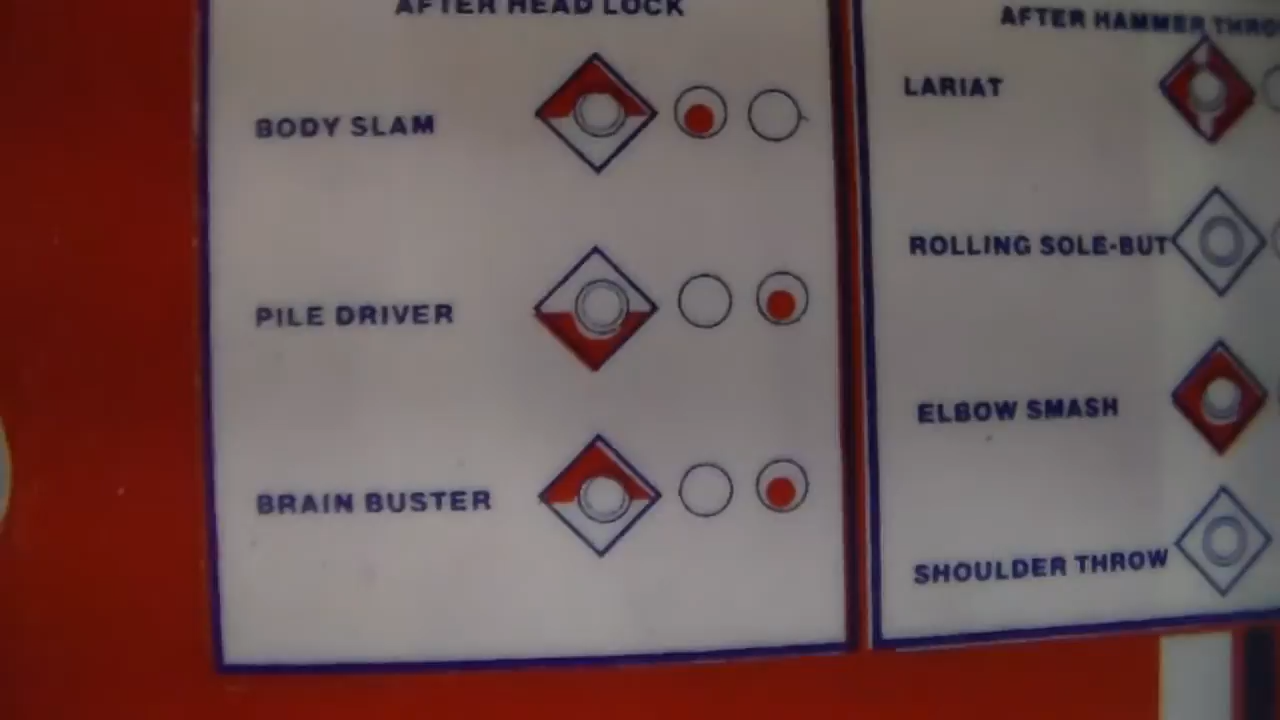 AFTER HEAD LOCK
BODY SLAM
PILE DRIVER
BRAIN BUSTER
AFTER HAMMER
LARIAT
ROLLING SOLE-BUT
ELBOW SMASH
SHOULDER THROW